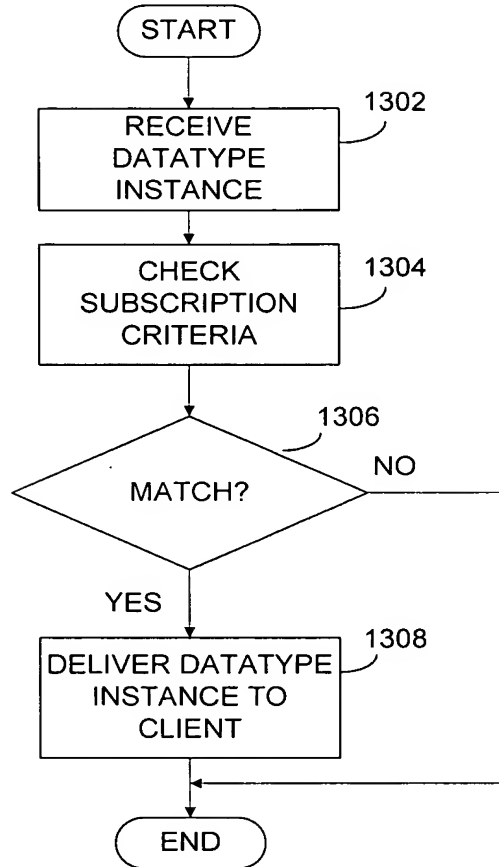 START
1302
RECEIVE
DATATYPE
INSTANCE
1304
CHECK
SUBSCRIPTION
CRITERIA
1306
MATCH?
NO
YES
1308
DELIVER DATATYPE
INSTANCE TO
CLIENT
END